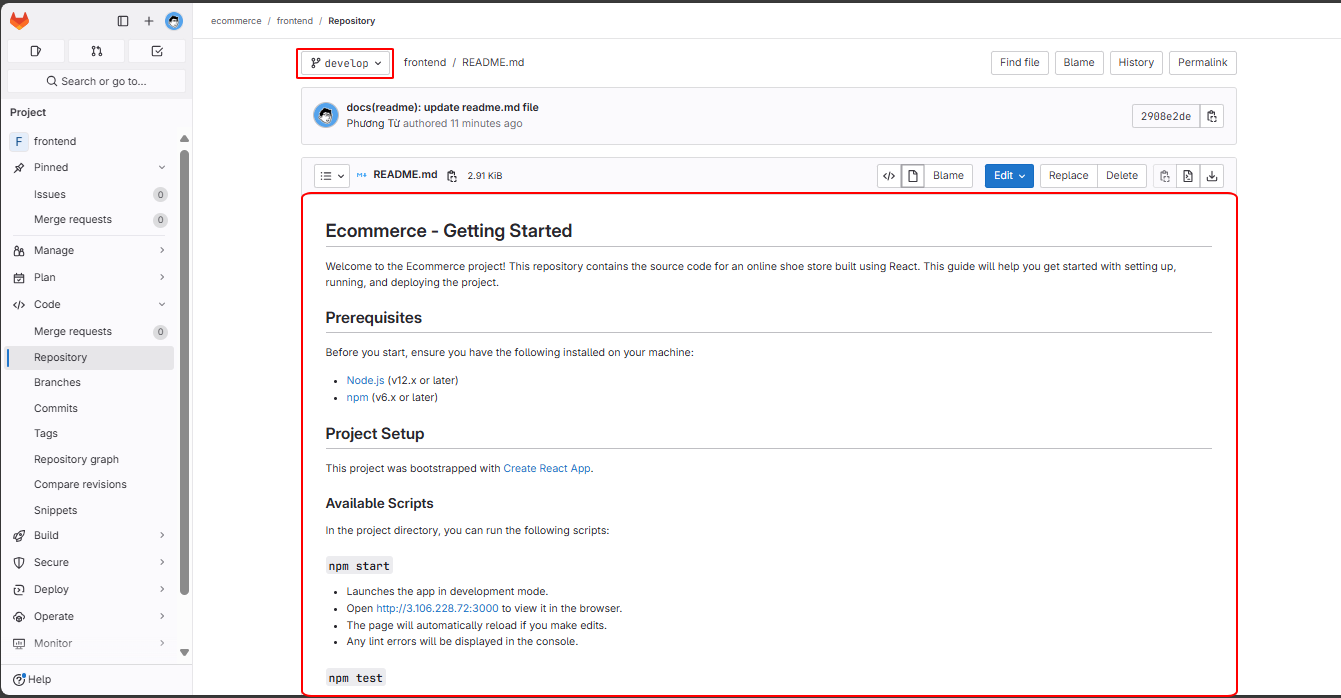 ecommerce / frontend / Repository
Search or go to...
Project
F frontend
Pinned
Issues 0
Merge requests 0
Manage
Plan
Code
Merge requests 0
Repository
Branches
Commits
Tags
Repository graph
Compare revisions
Snippets
Build
Secure
Deploy
Operate
Monitor
Help
develop frontend / README.md
Find file Blame History Permalink
docs(readme): update readme.md file
Phương Từ authored 11 minutes ago
2908e2de
M↓ README.md 2.91 KiB
Blame Edit Replace Delete
Ecommerce - Getting Started
Welcome to the Ecommerce project! This repository contains the source code for an online shoe store built using React. This guide will help you get started with setting up,
running, and deploying the project.
Prerequisites
Before you start, ensure you have the following installed on your machine:
• Node.js (v12.x or later)
• npm (v6.x or later)
Project Setup
This project was bootstrapped with Create React App.
Available Scripts
In the project directory, you can run the following scripts:
npm start
• Launches the app in development mode.
• Open http://3.106.228.72:3000 to view it in the browser.
• The page will automatically reload if you make edits.
• Any lint errors will be displayed in the console.
npm test